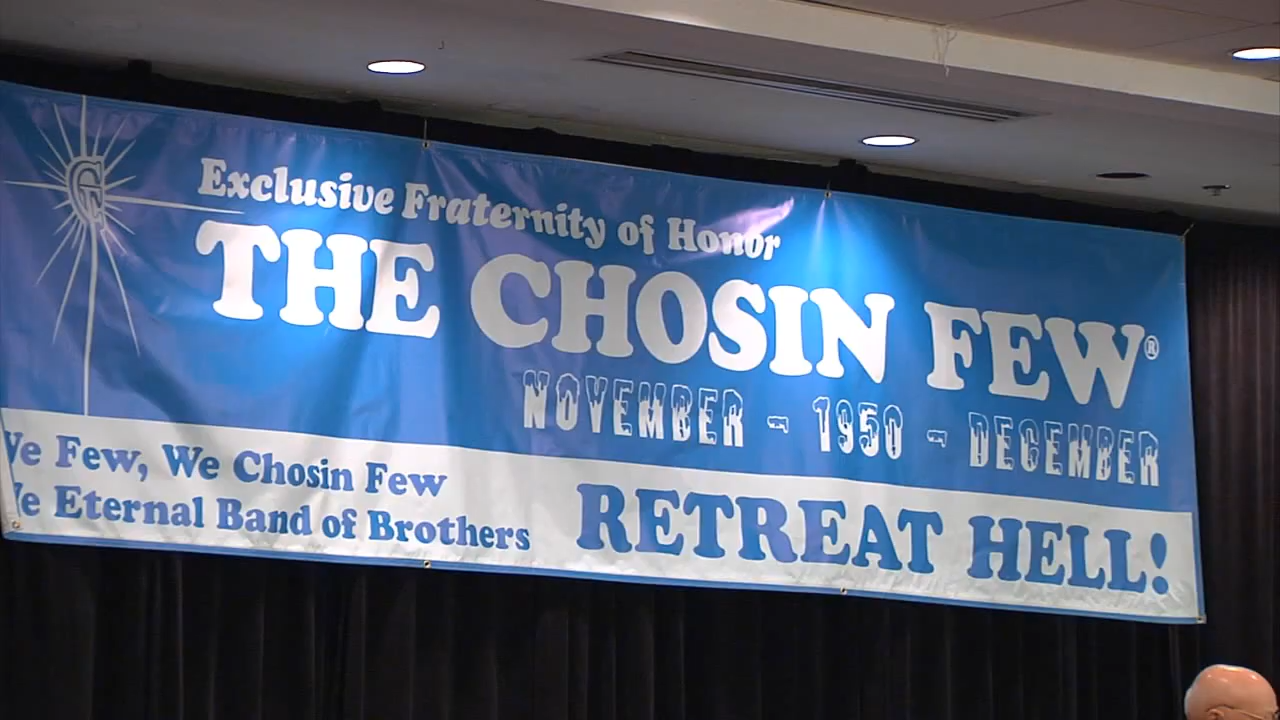 Exclusive Fraternity of Honor
THE CHOSIN FEW®
NOVEMBER - 1950 - DECEMBER
We Few, We Chosin Few
We Eternal Band of Brothers
RETREAT HELL!